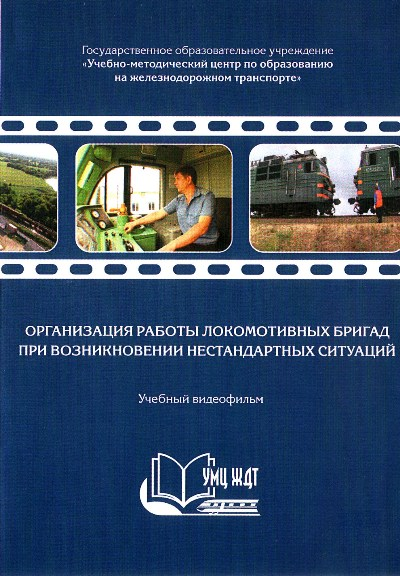 Государственное образовательное учреждение
«Учебно-методический центр по образованию
на железнодорожном транспорте»
ОРГАНИЗАЦИЯ РАБОТЫ ЛОКОМОТИВНЫХ БРИГАД
ПРИ ВОЗНИКНОВЕНИИ НЕСТАНДАРТНЫХ СИТУАЦИЙ
Учебный видеофильм
УМЦ ЖДТ